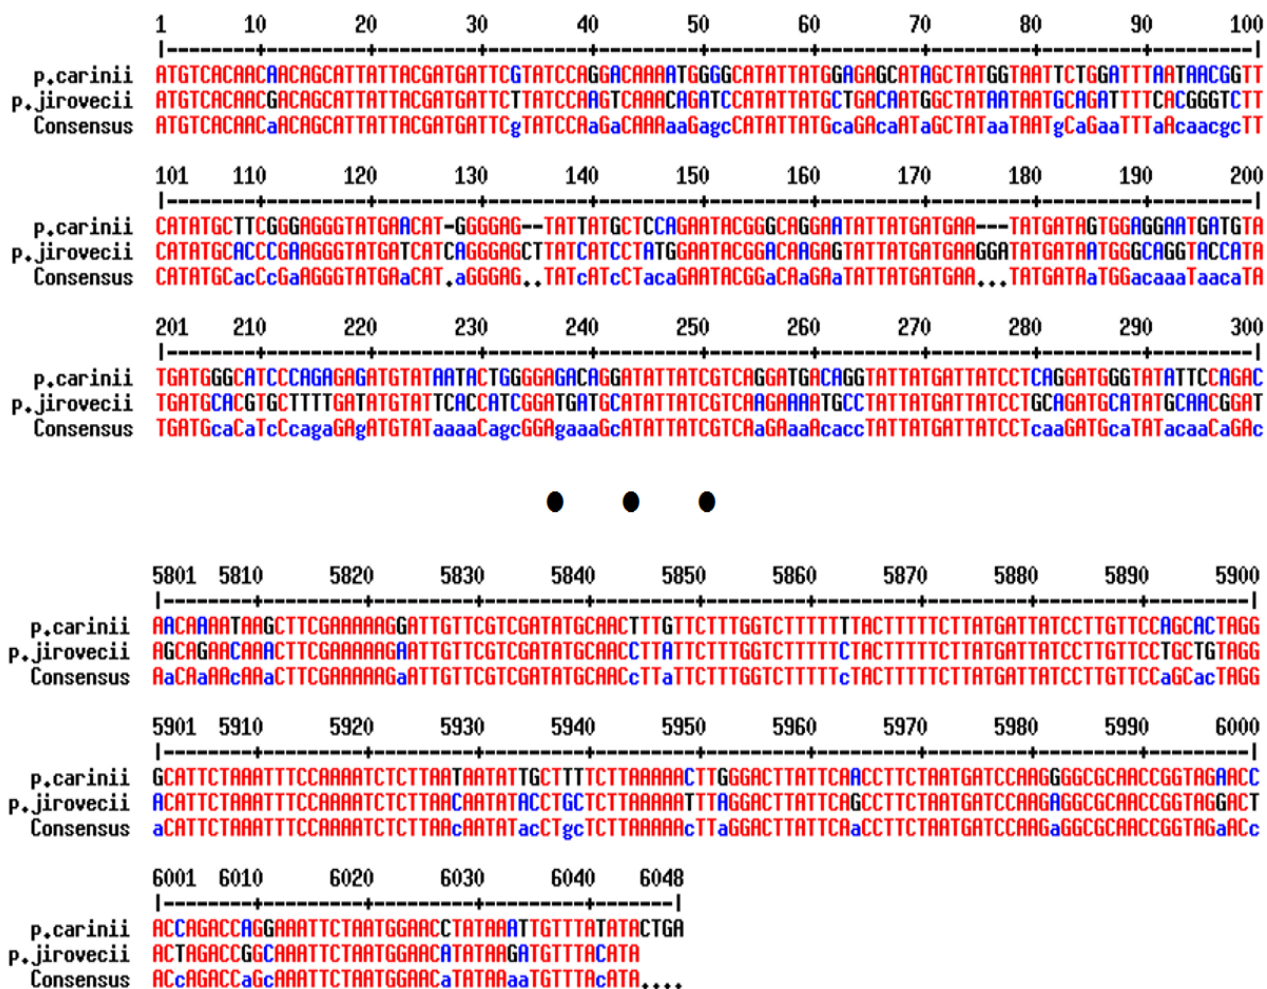 1 10 20 30 40 50 60 70 80 90 100
|--------+---------+---------+---------+---------+---------+---------+---------+---------+---------|
p.carinii ATGTCACAACAACAGCATTATTACGATGATTCGTATCCAGGACAAAATGGGGCATATTATGGAGAGCATAGCTATGGTAATTCTGGATTTAATAACGGTT
p.jirovecii ATGTCACAACGACAGCATTATTACGATGATTCTTATCCAAGTCAAACAGATCCATATTATGCTGACAATGGCTATAATAATGCAGATTTTCACGGGTCTT
Consensus ATGTCACAACaACAGCATTATTACGATGATTCgTATCCAaGaCAAAaaGagcCATATTATGcaGAcaATaGCTATaaTAATgCaGaaTTTaAcaacgcTT
101 110 120 130 140 150 160 170 180 190 200
|--------+---------+---------+---------+---------+---------+---------+---------+---------+---------|
p.carinii CATATGCTTCGGGAGGGTATGAACAT-GGGGAG--TATTATGCTCCAGAATACGGGCAGGAATATTATGATGAA---TATGATAGTGGAGGAATGATGTA
p.jirovecii CATATGCACCCGAAGGGTATGATCATCAGGGAGCTTATCATCCTATGGAATACGGACAAGAGTATTATGATGAAGGATATGATAATGGGCAGGTACCATA
Consensus CATATGCacCcGaAGGGTATGAaCAT.aGGGAG..TATcATcCTacaGAATACGGaCAaGAaTATTATGATGAA...TATGATAaTGGacaaaTaacaTA
201 210 220 230 240 250 260 270 280 290 300
|--------+---------+---------+---------+---------+---------+---------+---------+---------+---------|
p.carinii TGATGGGCATCCCAGAGAGATGTATAATACTGGGGAGACAGGATATTATCGTCAGGATGACAGGTATTATGATTATCCTCAGGATGGGTATATTCCAGAC
p.jirovecii TGATGCACGTGCTTTTGATATGTATTCACCATCGGATGATGCATATTATCGTCAAGAAAATGCCTATTATGATTATCCTGCAGATGCATATGCAACGGAT
Consensus TGATGcaCaTcCcagaGAgATGTATaaaaCagcGGAgaaaGcATATTATCGTCAaGAaaAcaccTATTATGATTATCCTcaaGATGcaTATacaaCaGAc
5801 5810 5820 5830 5840 5850 5860 5870 5880 5890 5900
|--------+---------+---------+---------+---------+---------+---------+---------+---------+---------|
p.carinii AACAAAATAAGCTTCGAAAAAGGATTGTTCGTCGATATGCAACTTTGTTCTTTGGTCTTTTTTTACTTTTTCTTATGATTATCCTTGTTCCAGCACTAGG
p.jirovecii AGCAGAACAAACTTCGAAAAAGAATTGTTCGTCGATATGCAACCTTATTCTTTGGTCTTTTTCTACTTTTTCTTATGATTATCCTTGTTCCTGCTGTAGG
Consensus AaCAaAAcAAaCTTCGAAAAAGaATTGTTCGTCGATATGCAACcTTaTTCTTTGGTCTTTTTcTACTTTTTCTTATGATTATCCTTGTTCCaGCacTAGG
5901 5910 5920 5930 5940 5950 5960 5970 5980 5990 6000
|--------+---------+---------+---------+---------+---------+---------+---------+---------+---------|
p.carinii GCATTCTAAATTTCCAAAATCTCTTAATAATATTGCTTTTCTTAAAAACTTGGGACTTATTCAACCTTCTAATGATCCAAGGGGCGCAACCGGTAGAACC
p.jirovecii ACATTCTAAATTTCCAAAATCTCTTAACAATATACCTGCTCTTAAAAATTTAGGACTTATTCAGCCTTCTAATGATCCAAGAGGCGCAACCGGTAGGACT
Consensus aCATTCTAAATTTCCAAAATCTCTTAAcAATATacCTgcTCTTAAAAAcTTaGGACTTATTCAaCCTTCTAATGATCCAAGaGGCGCAACCGGTAGaACc
6001 6010 6020 6030 6040 6048
|--------+---------+---------+---------+-------|
p.carinii ACCAGACCAGGAAATTCTAATGGAACCTATAAATTGTTTATATACTGA
p.jirovecii ACTAGACCGGCAAATTCTAATGGAACATATAAGATGTTTACATA
Consensus ACcAGACCaGcAAATTCTAATGGAACaTATAAaaTGTTTAcATA....